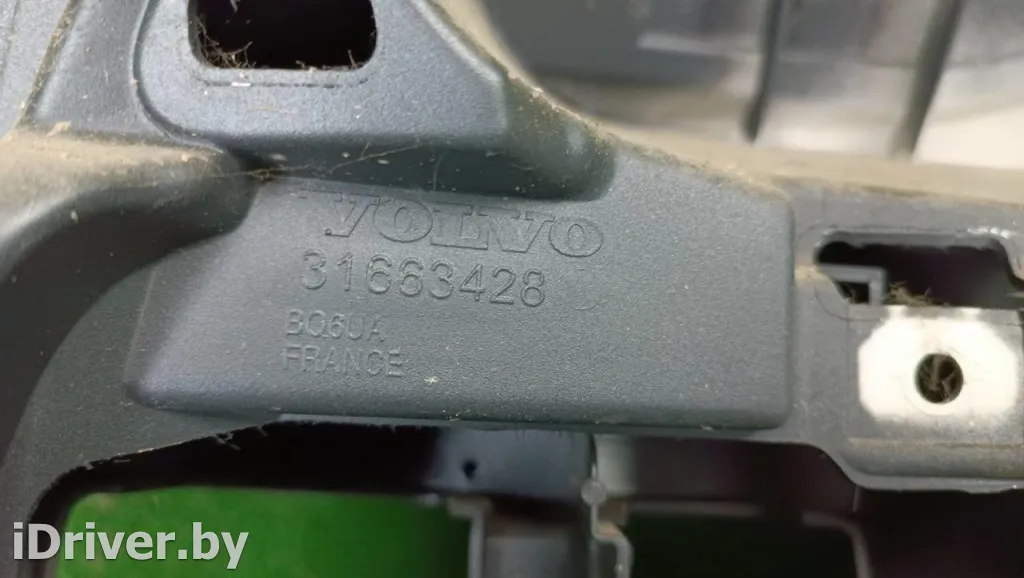 VOLVO
31663428
BQ6UA
FRANCE
iDriver.by